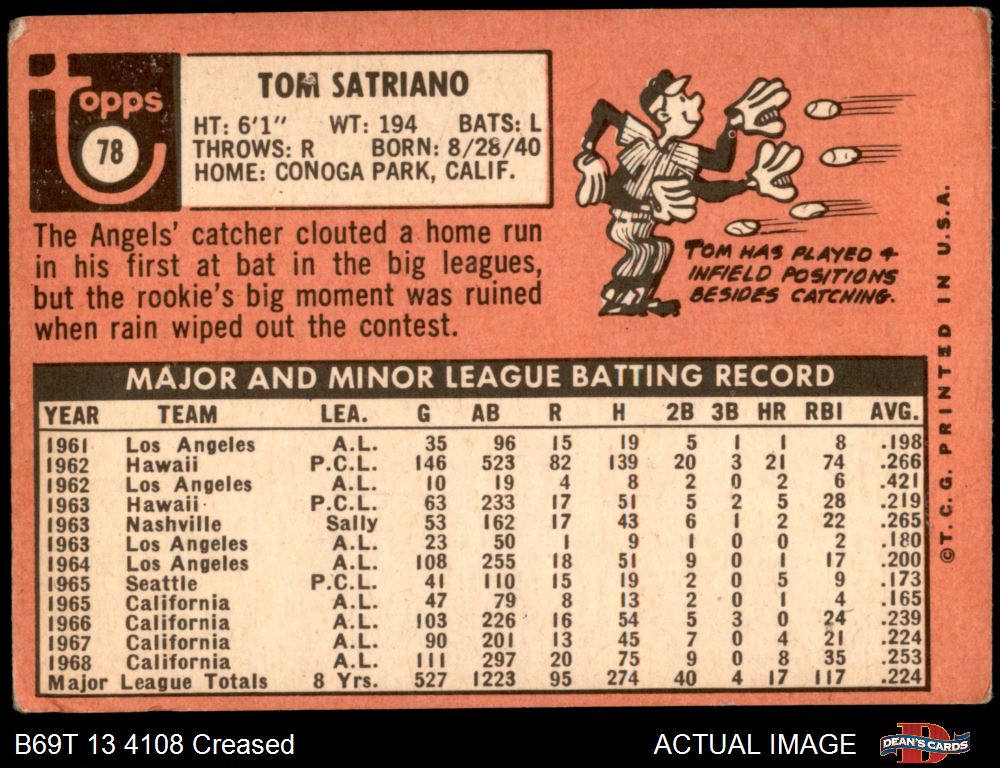 Topps
78
TOM SATRIANO
HT: 6'1" WT: 194 BATS: L
THROWS: R BORN: 8/28/40
HOME: CONOGA PARK, CALIF.
The Angels' catcher clouted a home run
in his first at bat in the big leagues,
but the rookie's big moment was ruined
when rain wiped out the contest.
TOM HAS PLAYED 4
INFIELD POSITIONS
BESIDES CATCHING.
MAJOR AND MINOR LEAGUE BATTING RECORD
YEAR TEAM LEA. G AB R H 2B 3B HR RBI AVG.
1961 Los Angeles A.L. 35 96 15 19 5 1 1 8 .198
1962 Hawaii P.C.L. 146 523 82 139 20 3 21 74 .266
1962 Los Angeles A.L. 10 19 4 8 2 0 2 6 .421
1963 Hawaii P.C.L. 63 233 17 51 5 2 5 28 .219
1963 Nashville Sally 53 162 17 43 6 1 2 22 .265
1963 Los Angeles A.L. 23 50 1 9 1 0 0 2 .180
1964 Los Angeles A.L. 108 255 18 51 9 0 1 17 .200
1965 Seattle P.C.L. 41 110 15 19 2 0 5 9 .173
1965 California A.L. 47 79 8 13 2 0 1 4 .165
1966 California A.L. 103 226 16 54 5 3 0 24 .239
1967 California A.L. 90 201 13 45 7 0 4 21 .224
1968 California A.L. 111 297 20 75 9 0 8 35 .253
Major League Totals 8 Yrs. 527 1223 95 274 40 4 17 117 .224
© T. C. G. PRINTED IN U.S.A.
B69T 13 4108 Creased
ACTUAL IMAGE
DEAN'S CARDS